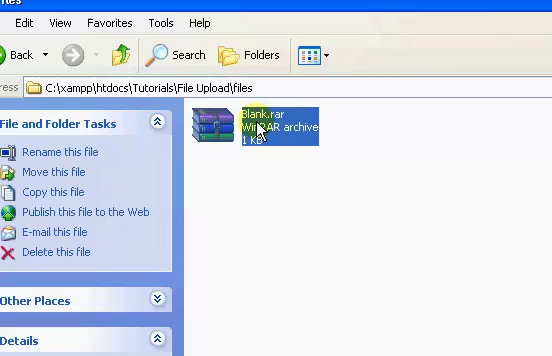 Edit View Favorites Tools Help
Back Search Folders
C:\xampp\htdocs\Tutorials\File Upload\files
File and Folder Tasks
Rename this file
Move this file
Copy this file
Publish this file to the Web
E-mail this file
Delete this file
Other Places
Details
Blank.rar
WinRAR archive
1 KB